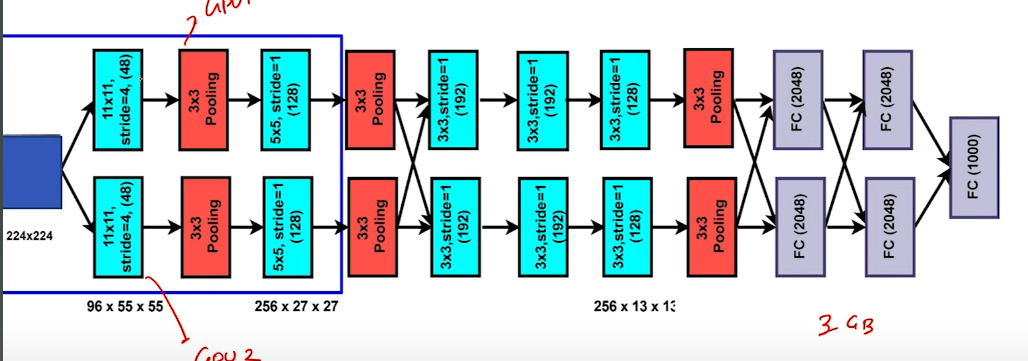 GPU1
11x11,
stride=4, (48)
3x3
Pooling
5x5, stride=1
(128)
3x3
Pooling
3x3,stride=1
(192)
3x3,stride=1
(192)
3x3,stride=1
(128)
3x3
Pooling
FC (2048)
FC (2048)
FC (1000)
11x11,
stride=4, (48)
3x3
Pooling
5x5, stride=1
(128)
3x3
Pooling
3x3,stride=1
(192)
3x3,stride=1
(192)
3x3,stride=1
(128)
3x3
Pooling
FC (2048)
FC (2048)
224x224
96 x 55 x 55
256 x 27 x 27
256 x 13 x 13
3 GB
GPU 2